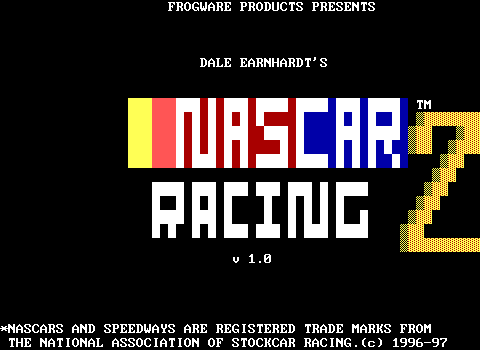 FROGWARE PRODUCTS PRESENTS
DALE EARNHARDT'S
NASCAR TM
RACING 2
v 1.0
*NASCARS AND SPEEDWAYS ARE REGISTERED TRADE MARKS FROM
THE NATIONAL ASSOCIATION OF STOCKCAR RACING.(c) 1996-97